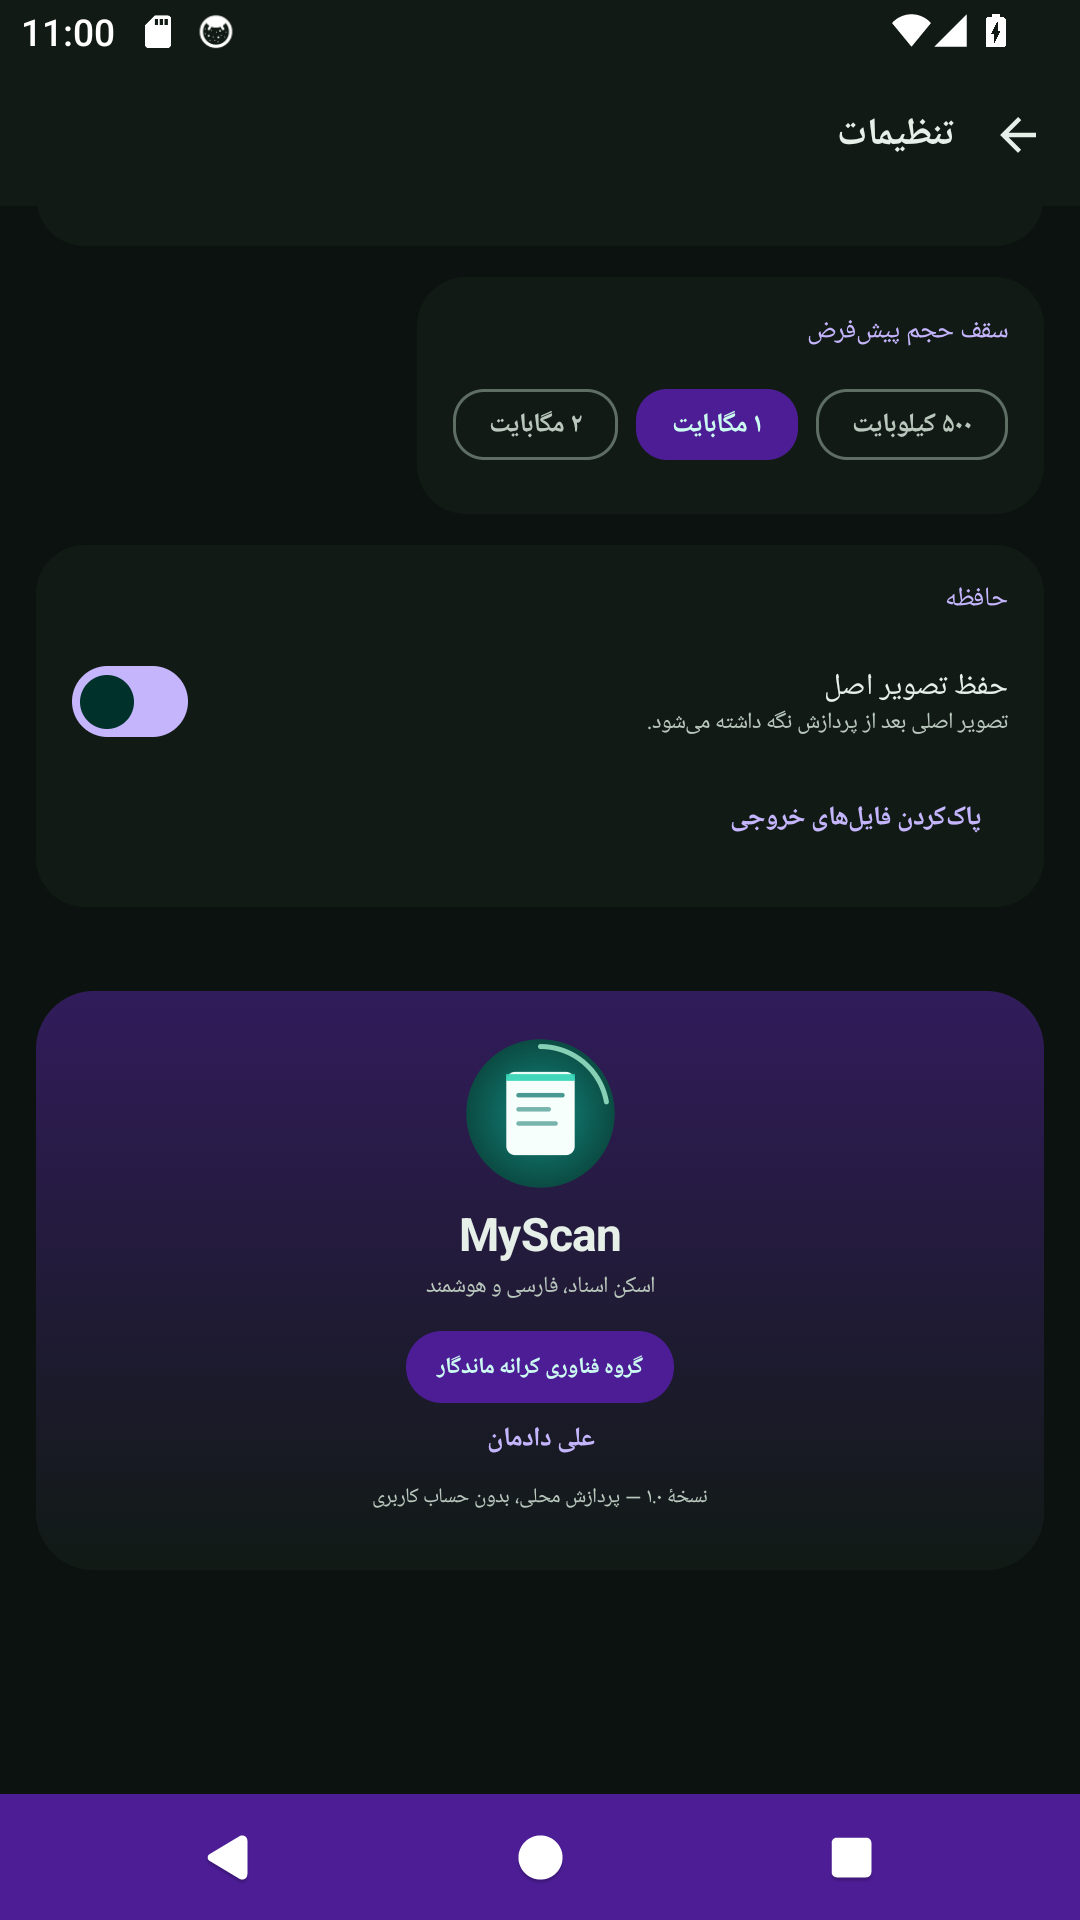 11:00
تنظیمات
سقف حجم پیش‌فرض
۵۰۰ کیلوبایت
۱ مگابایت
۲ مگابایت
حافظه
حفظ تصویر اصل
تصویر اصلی بعد از پردازش نگه داشته می‌شود.
پاک‌کردن فایل‌های خروجی
MyScan
اسکن اسناد، فارسی و هوشمند
گروه فناوری کرانه ماندگار
علی دادمان
نسخهٔ ۱.۰ — پردازش محلی، بدون حساب کاربری